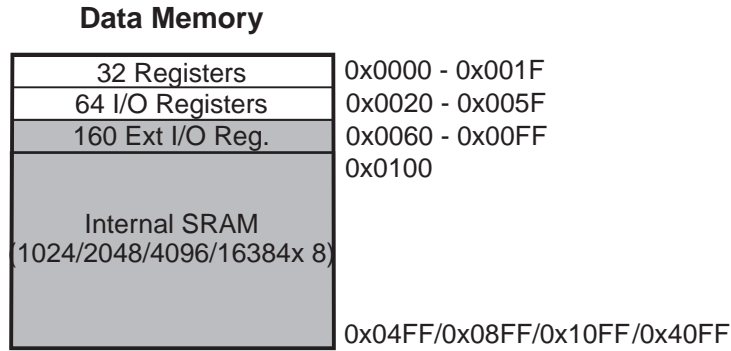 Data Memory
32 Registers 0x0000 - 0x001F
64 I/O Registers 0x0020 - 0x005F
160 Ext I/O Reg. 0x0060 - 0x00FF
0x0100
Internal SRAM
(1024/2048/4096/16384x 8)
0x04FF/0x08FF/0x10FF/0x40FF